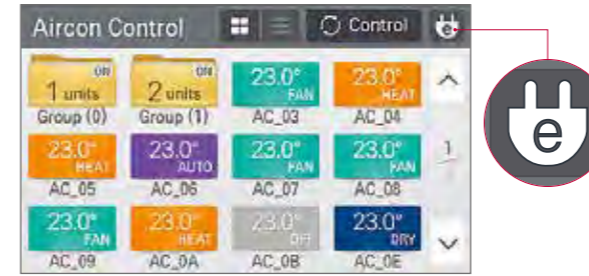 Aircon Control Control e
ON ON 23.0° 23.0°
1 units 2 units FAN HEAT
Group (0) Group (1) AC_03 AC_04
23.0° 23.0° 23.0° 23.0° 1
HEAT AUTO FAN FAN
AC_05 AC_06 AC_07 AC_08
23.0° 23.0° 23.0° 23.0°
FAN HEAT OFF DRY
AC_09 AC_0A AC_0B AC_0E
e